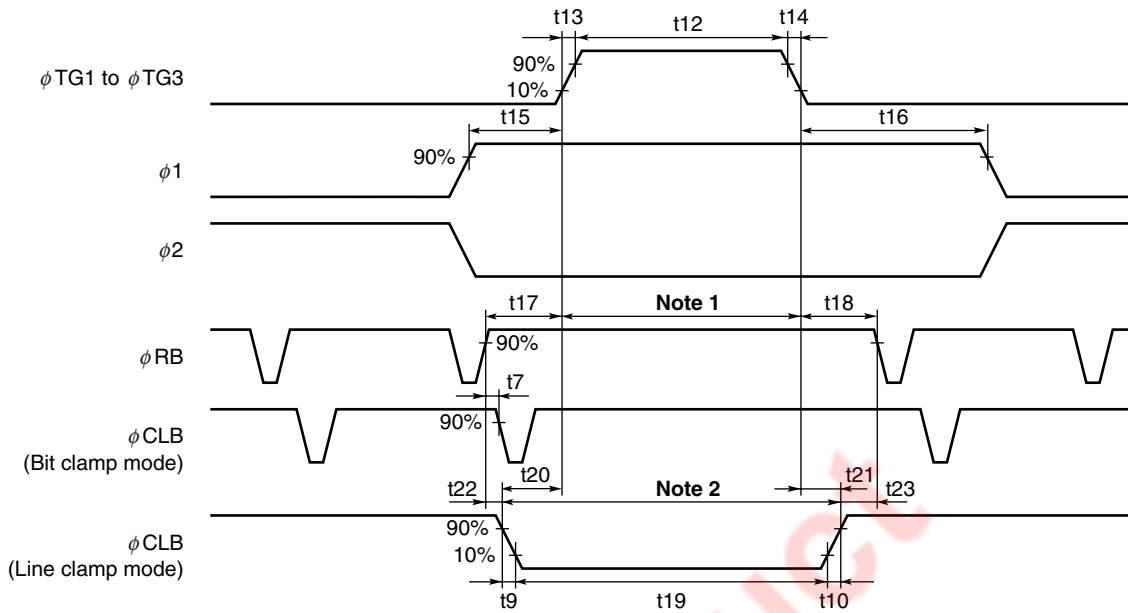 t13 t12 t14
φTG1 to φTG3
90%
10%
t15 t16
φ1
90%
φ2
t17 Note 1 t18
φRB
90%
t7
φCLB
(Bit clamp mode)
90%
t20 t21
t22 Note 2 t23
φCLB
(Line clamp mode)
90%
10%
t9 t19 t10
uct